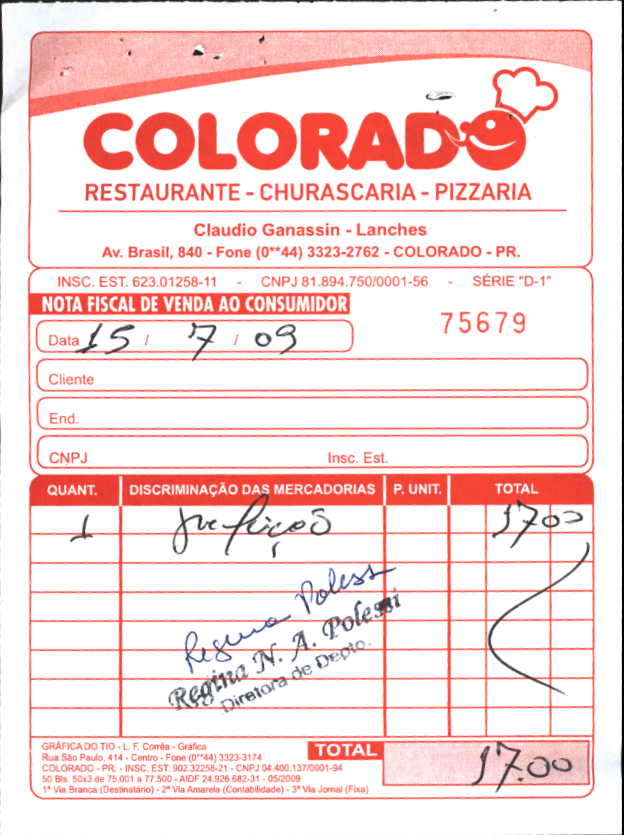 COLORADO
RESTAURANTE - CHURASCARIA - PIZZARIA
Claudio Ganassin - Lanches
Av. Brasil, 840 - Fone (0**44) 3323-2762 - COLORADO - PR.
INSC. EST. 623.01258-11 - CNPJ 81.894.750/0001-56 - SÉRIE "D-1"
NOTA FISCAL DE VENDA AO CONSUMIDOR
75679
Data 15 / 7 / 09
Cliente
End.
CNPJ Insc. Est.
QUANT. DISCRIMINAÇÃO DAS MERCADORIAS P. UNIT. TOTAL
1 1700
Regina Polessi
Regina N. A. Polessi
Diretora de Depto.
GRÁFICA DO TIO - L. F. Corrêa - Gráfica
Rua São Paulo, 414 - Centro - Fone (0**44) 3323-3174
COLORADO - PR. - INSC. EST. 902.32258-21 - CNPJ 04.400.137/0001-94
50 Bls. 50x3 de 75.001 a 77.500 - AIDF 24.926.682-31 - 05/2009
1ª Via Branca (Destinatário) - 2ª Via Amarela (Contabilidade) - 3ª Via Jornal (Fixa)
TOTAL 17.00